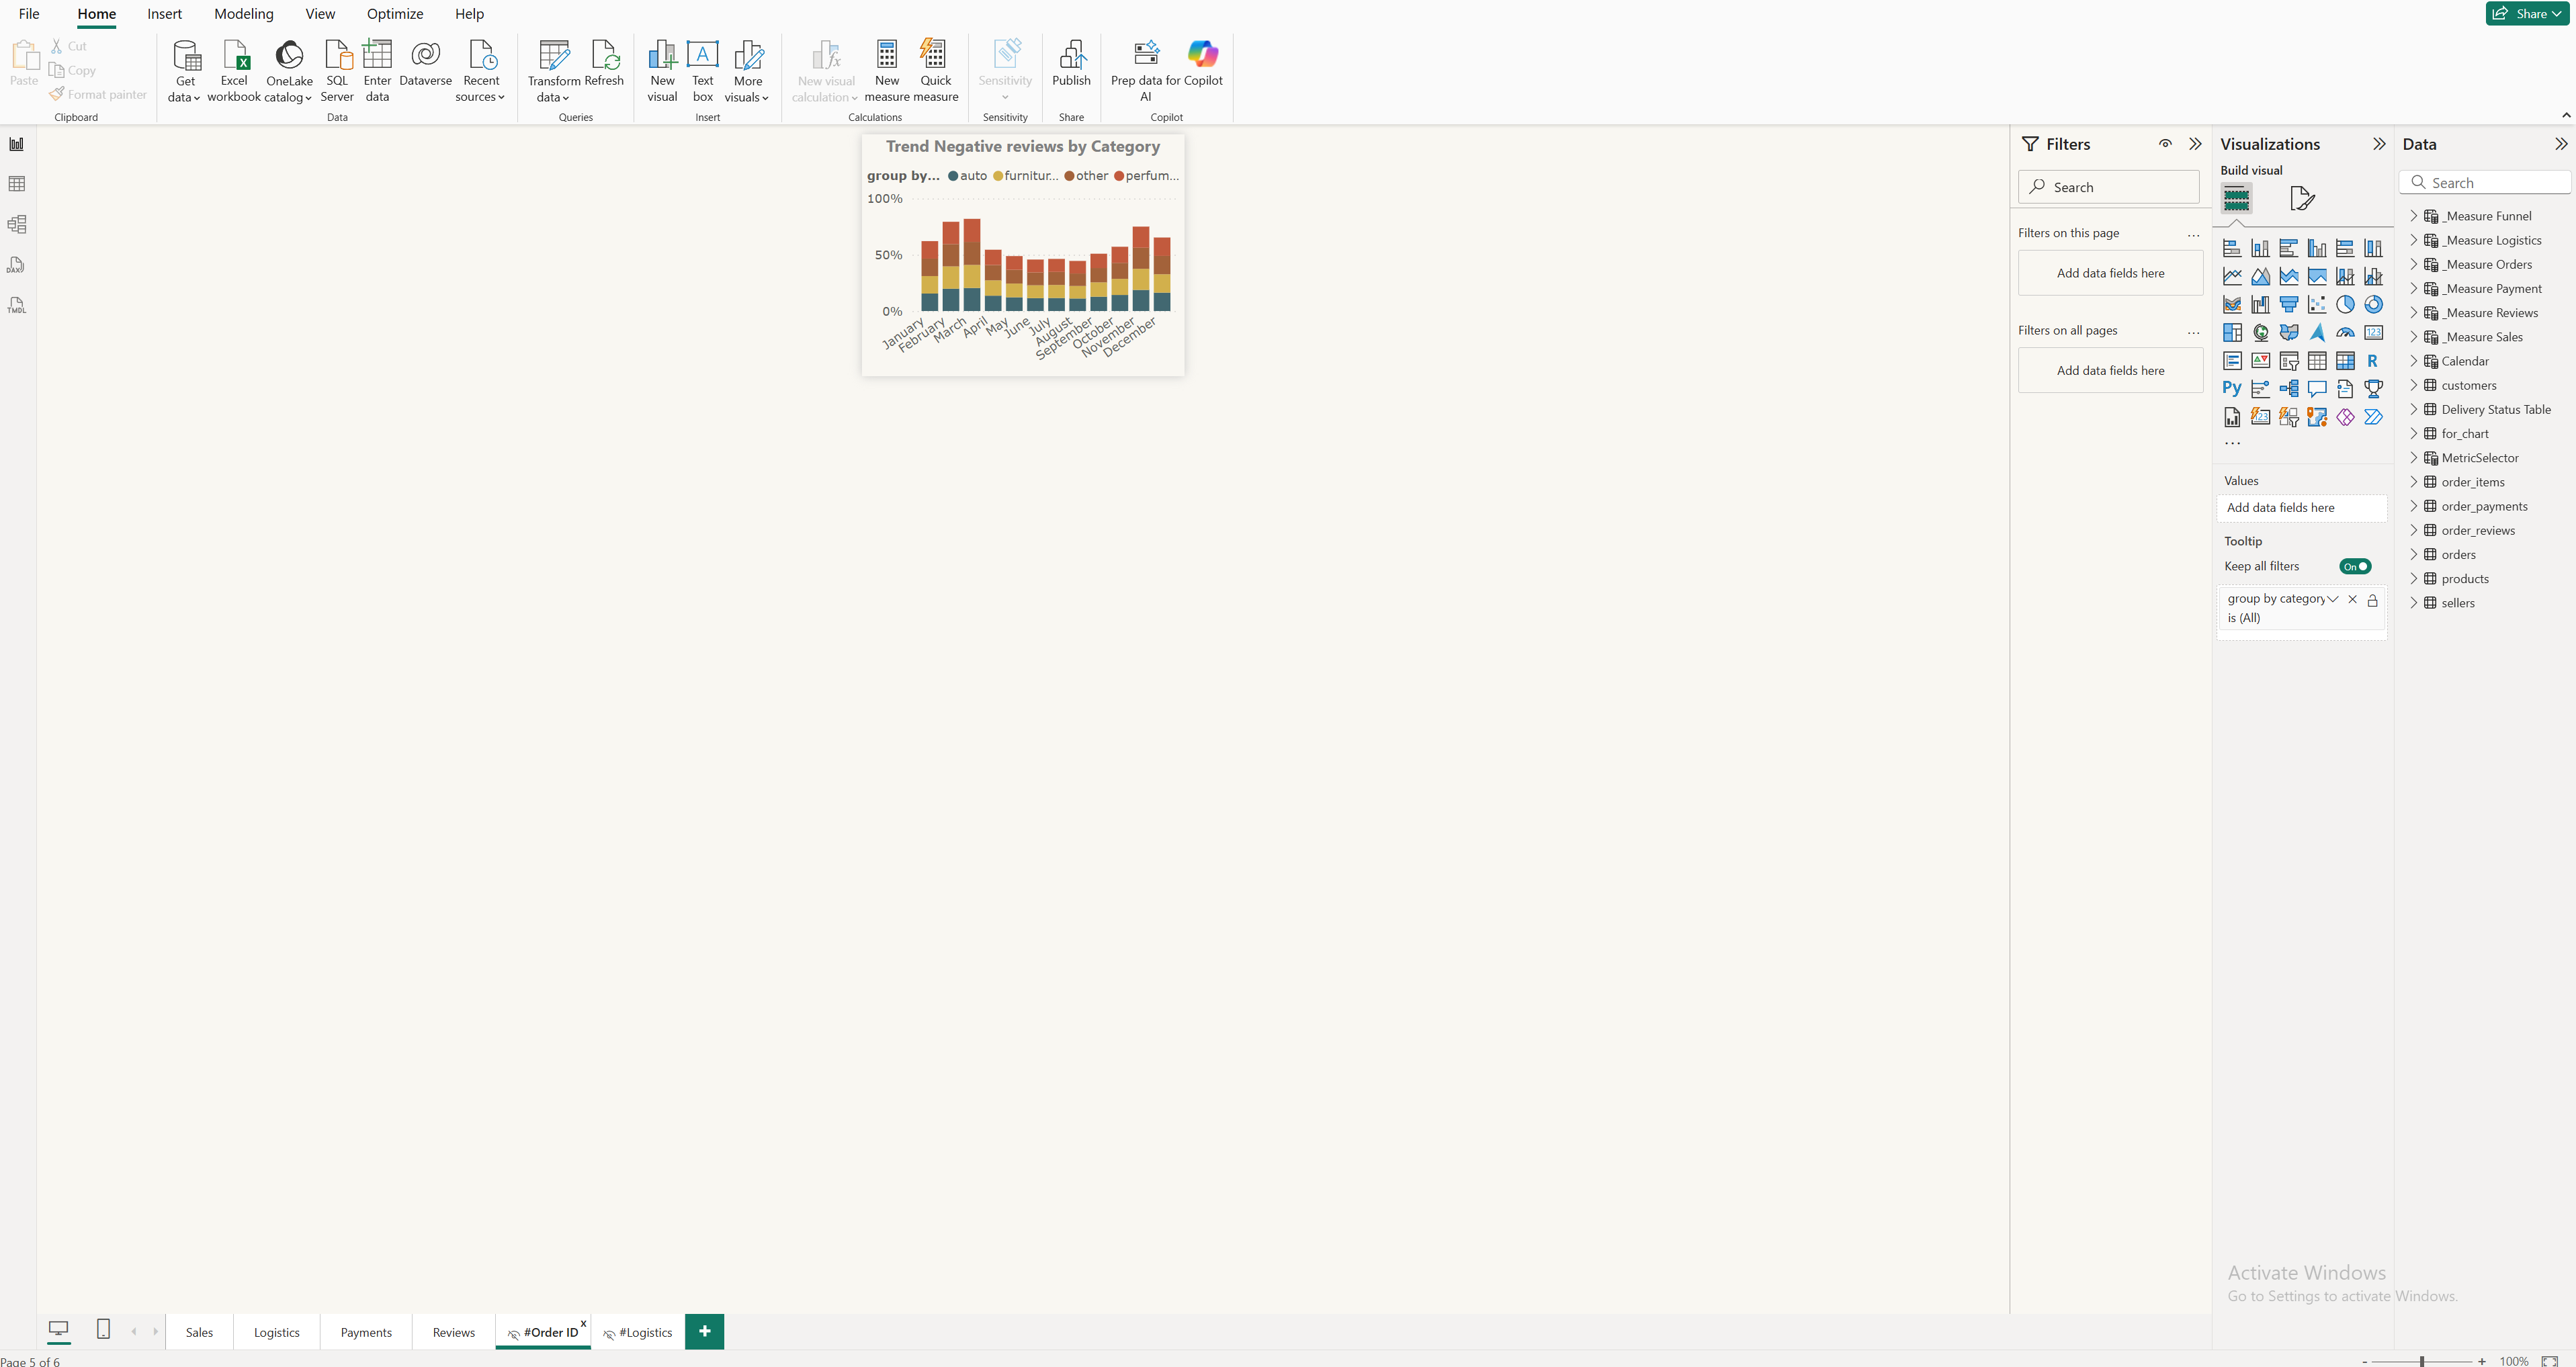 File Home Insert Modeling View Optimize Help
Share
Paste
Cut
Copy
Format painter
Clipboard
Get data
Excel workbook
OneLake catalog
SQL Server
Enter data
Dataverse
Recent sources
Data
Transform data
Refresh
Queries
New visual
Text box
More visuals
Insert
New visual calculation
New measure
Quick measure
Calculations
Sensitivity
Sensitivity
Publish
Share
Prep data for AI
Copilot
Copilot
DAX
TMDL
Trend Negative reviews by Category
group by... auto furnitur... other perfum...
100%
50%
0%
January
February
March
April
May
June
July
August
September
October
November
December
Filters
Search
Filters on this page ...
Add data fields here
Filters on all pages ...
Add data fields here
Visualizations
Build visual
123
R
Py
123
...
Values
Add data fields here
Tooltip
Keep all filters On
group by category
is (All)
Data
Search
_Measure Funnel
_Measure Logistics
_Measure Orders
_Measure Payment
_Measure Reviews
_Measure Sales
Calendar
customers
Delivery Status Table
for_chart
MetricSelector
order_items
order_payments
order_reviews
orders
products
sellers
Activate Windows
Go to Settings to activate Windows.
Sales Logistics Payments Reviews #Order ID x #Logistics +
Page 5 of 6
- + 100%